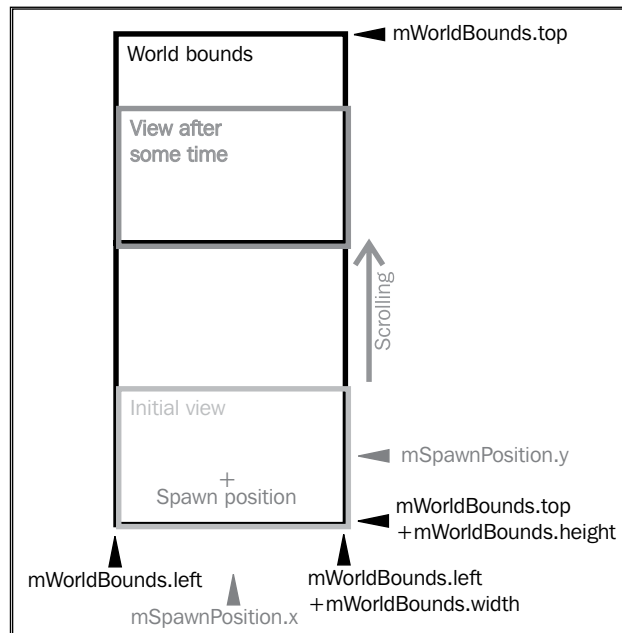 mWorldBounds.top
World bounds
View after
some time
Scrolling
Initial view
mSpawnPosition.y
+
Spawn position
mWorldBounds.top
+mWorldBounds.height
mWorldBounds.left
mWorldBounds.left
+mWorldBounds.width
mSpawnPosition.x